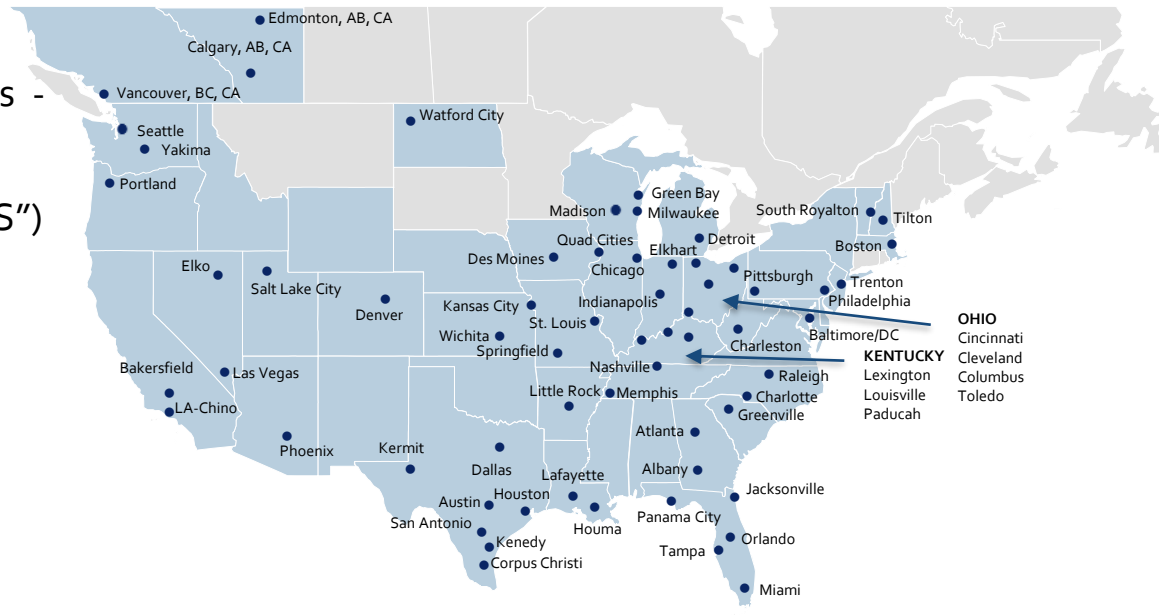 Edmonton, AB, CA
Calgary, AB, CA
s -
Vancouver, BC, CA
Watford City
Seattle
Yakima
Portland
S")
Green Bay
Madison
Milwaukee
South Royalton
Tilton
Quad Cities
Elkhart
Detroit
Boston
Des Moines
Chicago
Elko
Salt Lake City
Pittsburgh
Trenton
Denver
Kansas City
Indianapolis
Philadelphia
St. Louis
Wichita
Baltimore/DC
OHIO
Cincinnati
Cleveland
Columbus
Toledo
Springfield
Charleston
KENTUCKY
Lexington
Louisville
Paducah
Bakersfield
Las Vegas
Nashville
Raleigh
LA-Chino
Little Rock
Memphis
Charlotte
Greenville
Phoenix
Kermit
Atlanta
Dallas
Lafayette
Albany
Austin
Houston
Jacksonville
San Antonio
Houma
Panama City
Kenedy
Orlando
Tampa
Corpus Christi
Miami